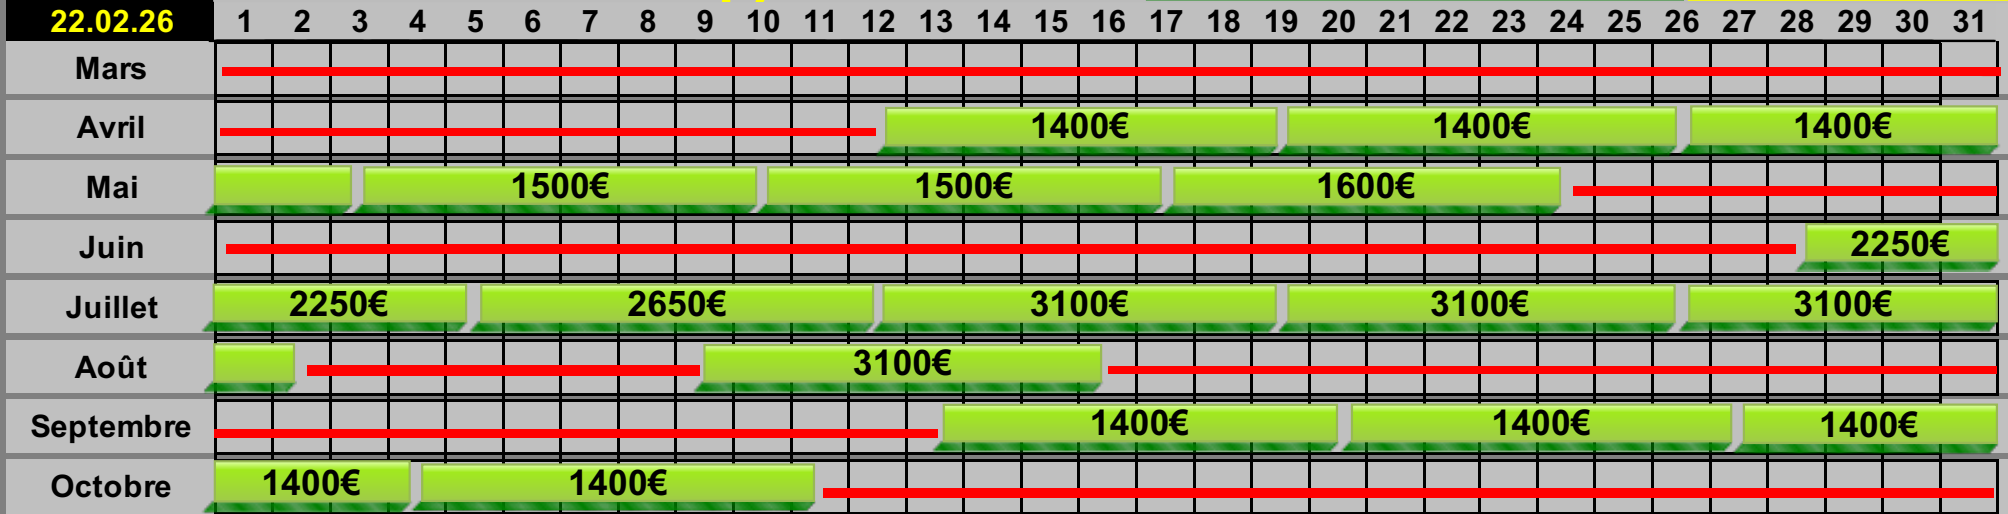 22.02.26 1 2 3 4 5 6 7 8 9 10 11 12 13 14 15 16 17 18 19 20 21 22 23 24 25 26 27 28 29 30 31
Mars
Avril 1400€ 1400€ 1400€
Mai 1500€ 1500€ 1600€
Juin 2250€
Juillet 2250€ 2650€ 3100€ 3100€ 3100€
Août 3100€
Septembre 1400€ 1400€ 1400€
Octobre 1400€ 1400€